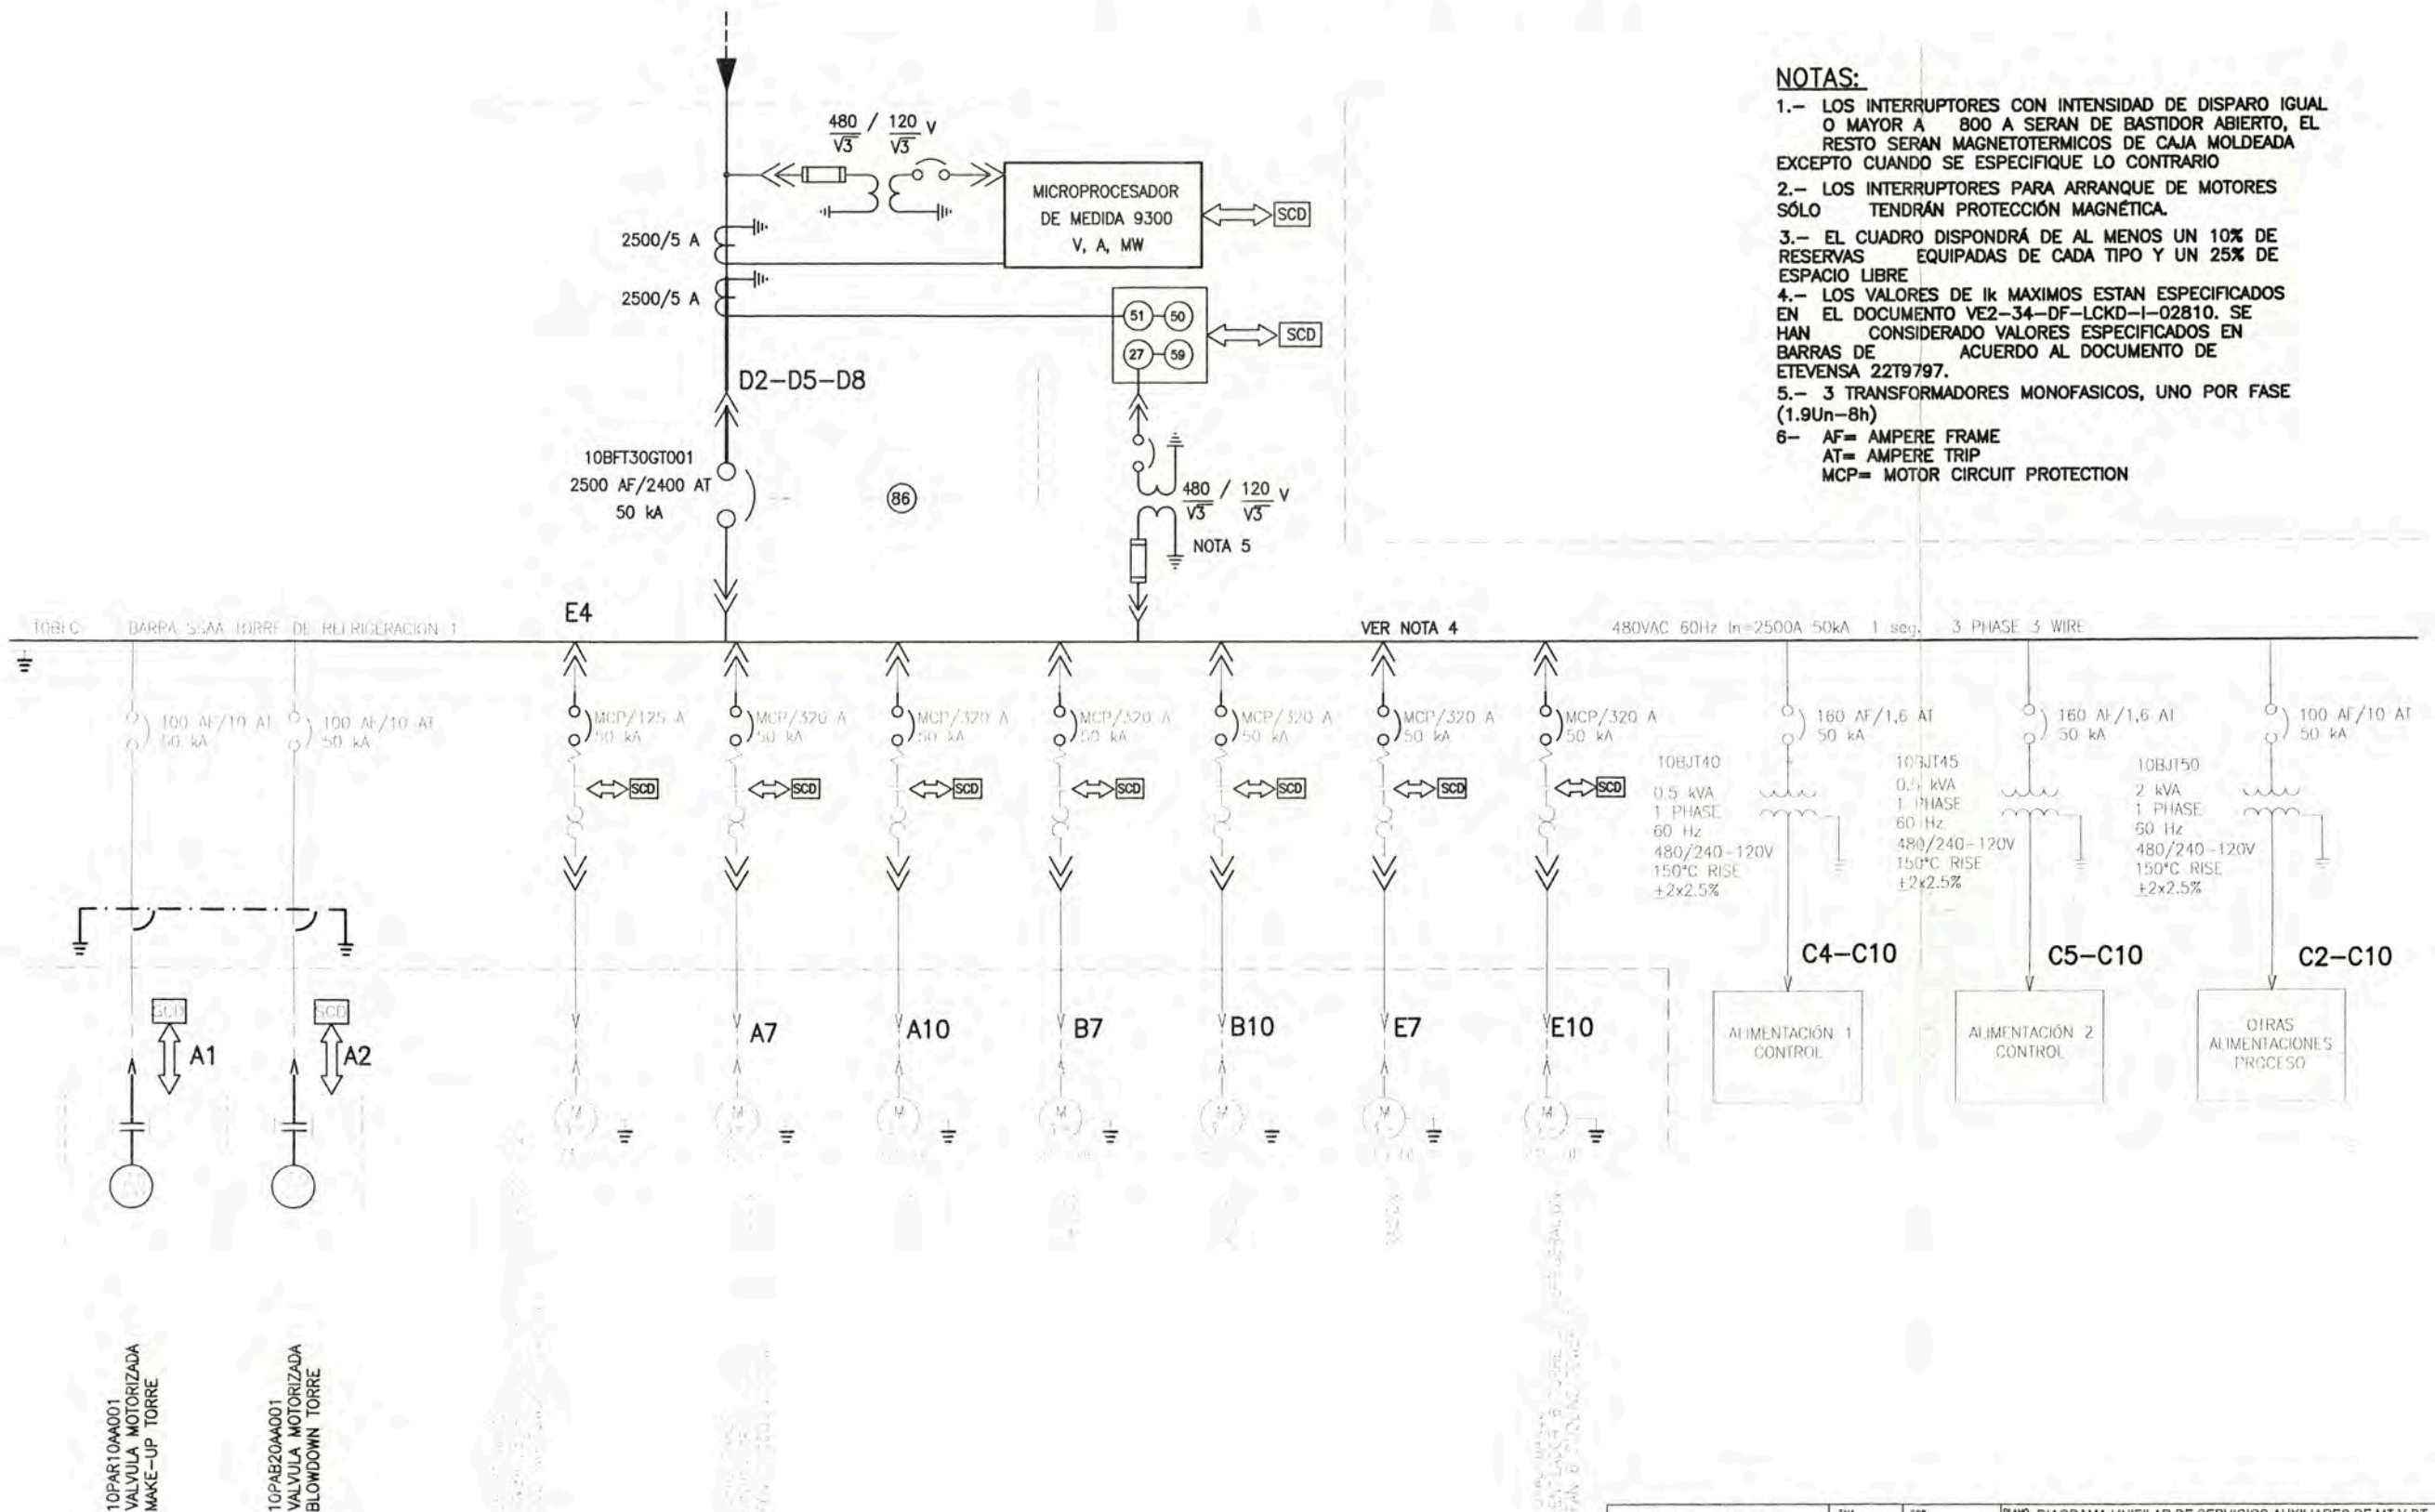 480/√3 / 120/√3 V
MICROPROCESADOR
DE MEDIDA 9300
V, A, MW
SCD
2500/5 A
2500/5 A
51
50
27
59
SCD
D2-D5-D8
10BFT30GT001
2500 AF/2400 AT
50 kA
86
480/√3 / 120/√3 V
NOTA 5
NOTAS:
1.- LOS INTERRUPTORES CON INTENSIDAD DE DISPARO IGUAL
O MAYOR A 800 A SERAN DE BASTIDOR ABIERTO, EL
RESTO SERAN MAGNETOTERMICOS DE CAJA MOLDEADA
EXCEPTO CUANDO SE ESPECIFIQUE LO CONTRARIO
2.- LOS INTERRUPTORES PARA ARRANQUE DE MOTORES
SÓLO TENDRÁN PROTECCIÓN MAGNÉTICA.
3.- EL CUADRO DISPONDRÁ DE AL MENOS UN 10% DE
RESERVAS EQUIPADAS DE CADA TIPO Y UN 25% DE
ESPACIO LIBRE
4.- LOS VALORES DE Ik MAXIMOS ESTAN ESPECIFICADOS
EN EL DOCUMENTO VE2-34-DF-LCKD-I-02810. SE
HAN CONSIDERADO VALORES ESPECIFICADOS EN
BARRAS DE ACUERDO AL DOCUMENTO DE
ETEVENSA 22T9797.
5.- 3 TRANSFORMADORES MONOFASICOS, UNO POR FASE
(1.9Un-8h)
6- AF= AMPERE FRAME
AT= AMPERE TRIP
MCP= MOTOR CIRCUIT PROTECTION
BARRA SSAA TORRE DE REFRIGERACION 1
E4
VER NOTA 4
480VAC 60Hz In=2500A 50kA 1 seg. 3 PHASE 3 WIRE
100 AF/10 AT
50 kA
100 AF/10 AT
50 kA
MCP/125 A
50 kA
SCD
MCP/320 A
50 kA
SCD
MCP/320 A
50 kA
SCD
MCP/320 A
50 kA
SCD
MCP/320 A
50 kA
SCD
MCP/320 A
50 kA
SCD
MCP/320 A
50 kA
SCD
160 AF/1,6 AT
50 kA
10BJT40
0.5 kVA
1 PHASE
60 Hz
480/240-120V
150°C RISE
±2x2.5%
160 AF/1,6 AT
50 kA
10BJT45
0.5 kVA
1 PHASE
60 Hz
480/240-120V
150°C RISE
±2x2.5%
100 AF/10 AT
50 kA
10BJT50
2 kVA
1 PHASE
60 Hz
480/240-120V
150°C RISE
±2x2.5%
C4-C10
C5-C10
C2-C10
SCD
A1
SCD
A2
A7
A10
B7
B10
E7
E10
M
M
M
M
M
M
M
ALIMENTACIÓN 1
CONTROL
ALIMENTACIÓN 2
CONTROL
OTRAS
ALIMENTACIONES
PROCESO
10PAR10AA001
VALVULA MOTORIZADA
MAKE-UP TORRE
10PAB20AA001
VALVULA MOTORIZADA
BLOWDOWN TORRE
DIAGRAMA UNIFILAR DE SERVICIOS AUXILIARES DE MT Y BT